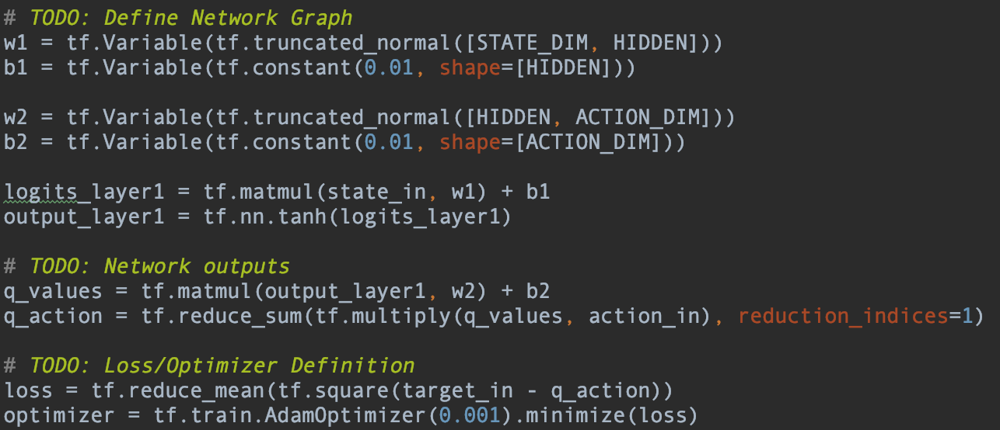 # TODO: Define Network Graph
w1 = tf.Variable(tf.truncated_normal([STATE_DIM, HIDDEN]))
b1 = tf.Variable(tf.constant(0.01, shape=[HIDDEN]))

w2 = tf.Variable(tf.truncated_normal([HIDDEN, ACTION_DIM]))
b2 = tf.Variable(tf.constant(0.01, shape=[ACTION_DIM]))

logits_layer1 = tf.matmul(state_in, w1) + b1
output_layer1 = tf.nn.tanh(logits_layer1)

# TODO: Network outputs
q_values = tf.matmul(output_layer1, w2) + b2
q_action = tf.reduce_sum(tf.multiply(q_values, action_in), reduction_indices=1)

# TODO: Loss/Optimizer Definition
loss = tf.reduce_mean(tf.square(target_in - q_action))
optimizer = tf.train.AdamOptimizer(0.001).minimize(loss)